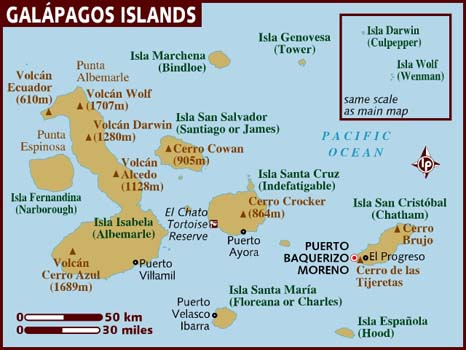 GALÁPAGOS ISLANDS
Isla Darwin
(Culpepper)
Isla Wolf
(Wenman)
same scale
as main map
Isla Genovesa
(Tower)
Isla Marchena
(Bindloe)
Punta
Albemarle
Volcán
Ecuador
(610m)
Volcán Wolf
(1707m)
Volcán Darwin
(1280m)
Punta
Espinosa
Isla San Salvador
(Santiago or James)
Cerro Cowan
(905m)
PACIFIC
OCEAN
lp
Volcán
Alcedo
(1128m)
Isla Fernandina
(Narborough)
Isla Santa Cruz
(Indefatigable)
Cerro Crocker
(864m)
El Chato
Tortoise
Reserve
Puerto
Ayora
Isla Isabela
(Albemarle)
Volcán
Cerro Azul
(1689m)
Puerto
Villamil
Isla San Cristóbal
(Chatham)
Cerro
Brujo
PUERTO
BAQUERIZO
MORENO
El Progreso
Cerro de las
Tijeretas
Isla Santa María
(Floreana or Charles)
Puerto
Velasco
Ibarra
Isla Española
(Hood)
0
50 km
0
30 miles